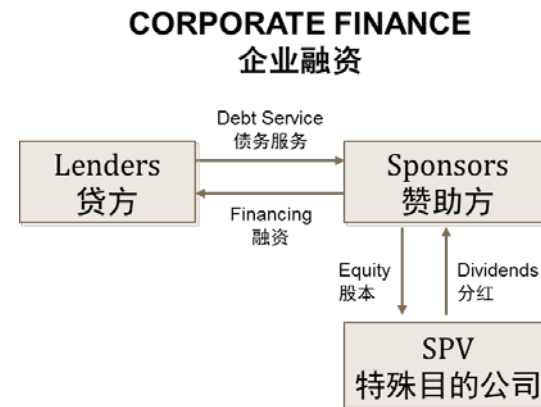 CORPORATE FINANCE
企业融资
Debt Service
债务服务
Lenders
贷方
Sponsors
赞助方
Financing
融资
Equity
股本
Dividends
分红
SPV
特殊目的公司